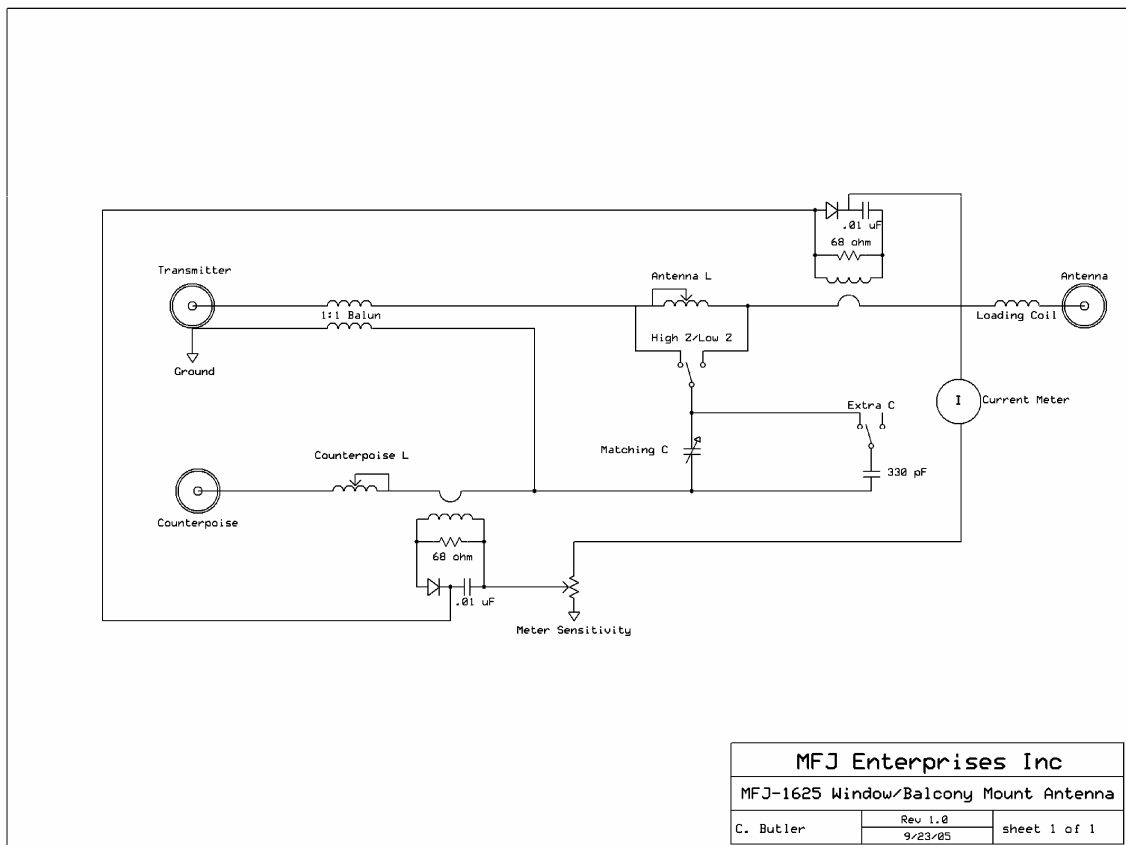 .01 uF
68 ohm
Transmitter
Antenna L
Antenna
1:1 Balun
Loading Coil
High Z/Low Z
Ground
I
Current Meter
Extra C
Matching C
Counterpoise L
330 pF
Counterpoise
68 ohm
.01 uF
Meter Sensitivity
MFJ Enterprises Inc
MFJ-1625 Window/Balcony Mount Antenna
C. Butler
Rev 1.0
9/23/05
sheet 1 of 1